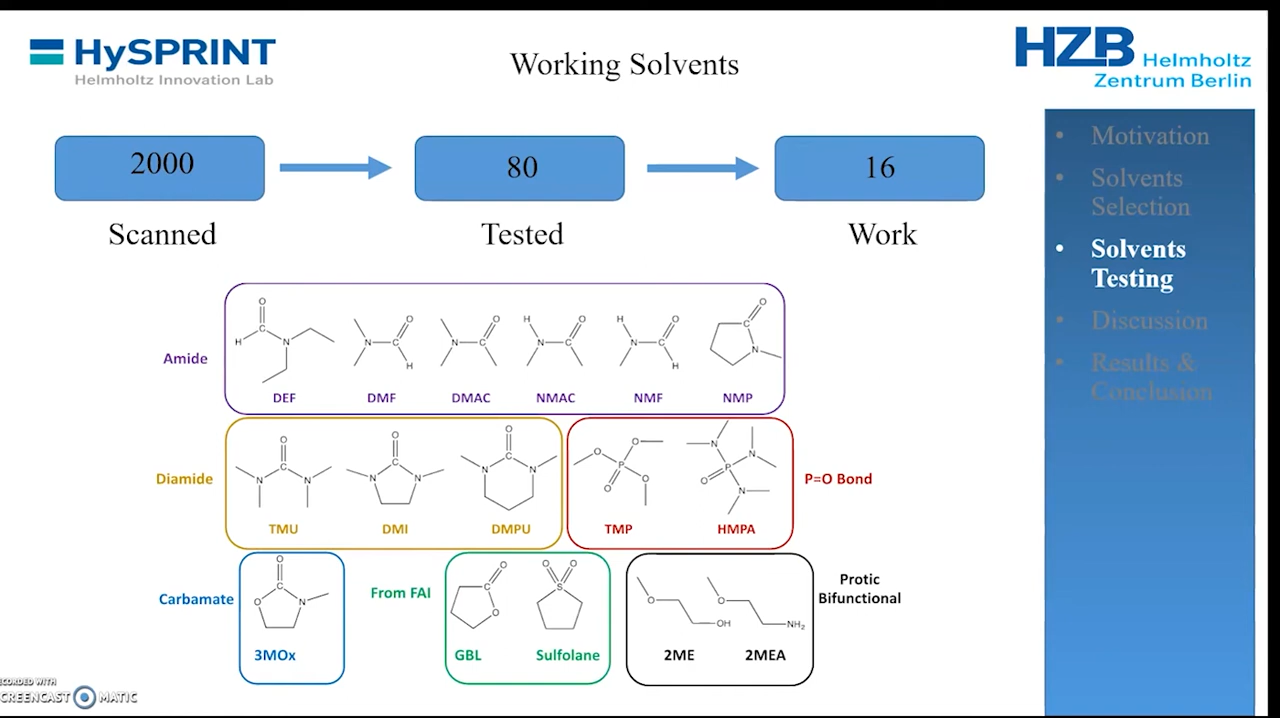 HySPRINT
Helmholtz Innovation Lab
Working Solvents
HZB Helmholtz
Zentrum Berlin
2000
80
16
Scanned
Tested
Work
• Motivation
• Solvents
Selection
• Solvents
Testing
• Discussion
• Results &
Conclusion
Amide
O
H
N
DEF
N
C
O
H
DMF
N
C
O
DMAC
H
N
C
O
NMAC
H
N
C
O
H
NMF
O
N
NMP
Diamide
O
C
N
N
TMU
O
C
N
N
DMI
O
C
N
N
DMPU
O
O
P
O
O
TMP
N
N
P
O
N
HMPA
P=O Bond
Carbamate
O
C
O
N
3MOx
From FAI
O
C
O
GBL
O
O
S
Sulfolane
O
OH
2ME
O
NH2
2MEA
Protic
Bifunctional
RECORDED WITH
SCREENCAST MATIC